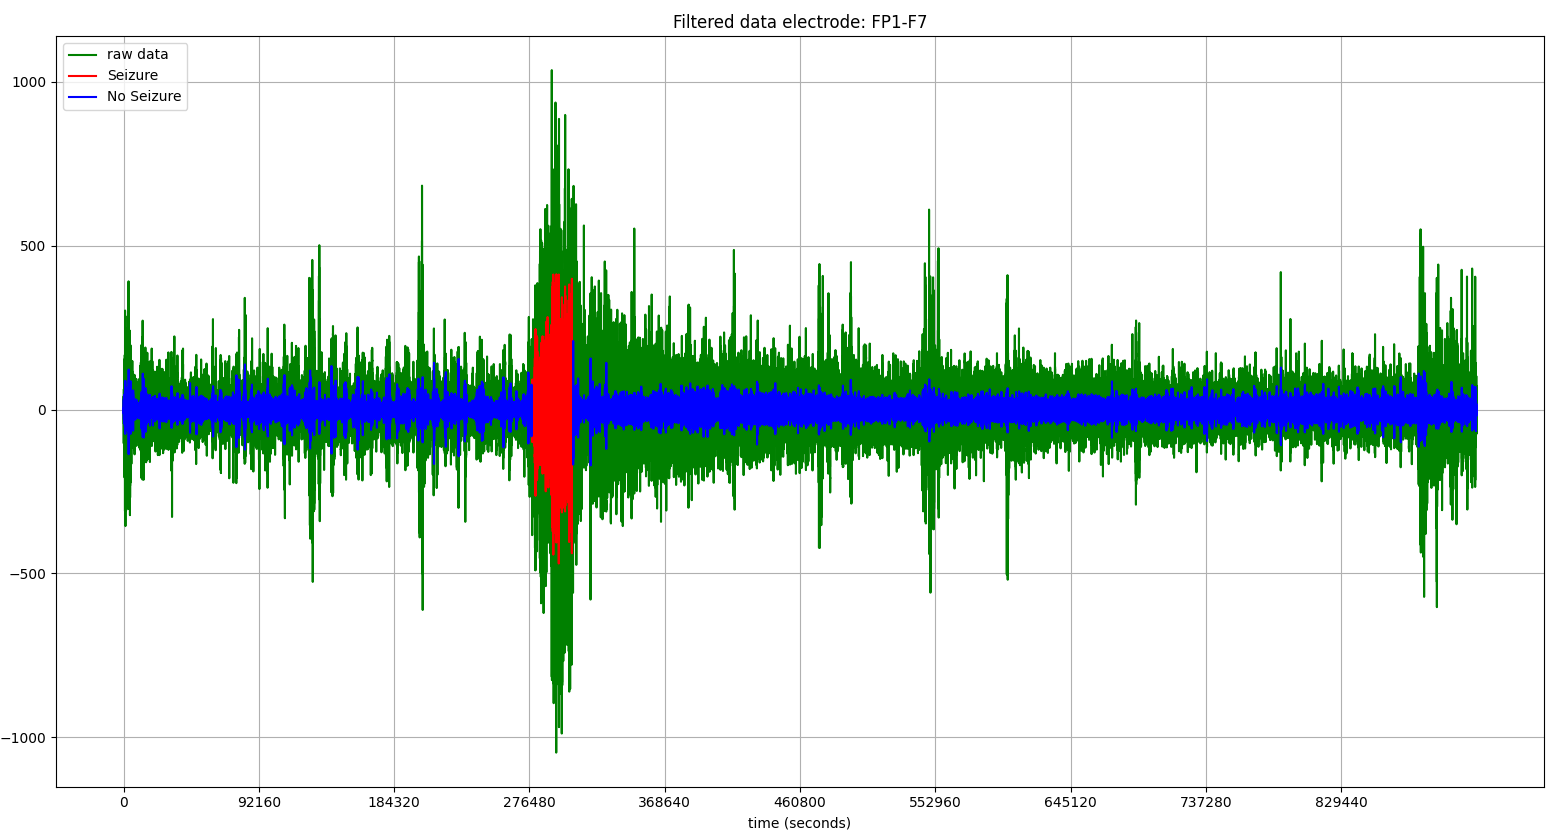 Filtered data electrode: FP1-F7
raw data
Seizure
No Seizure
1000
500
0
−500
−1000
0 92160 184320 276480 368640 460800 552960 645120 737280 829440
time (seconds)